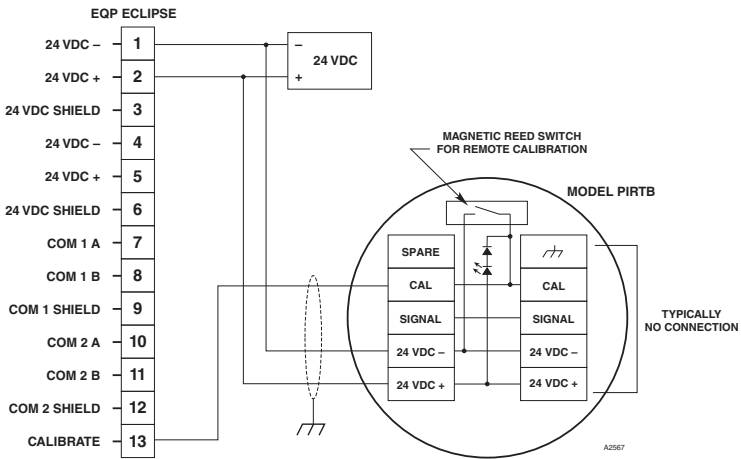 EQP ECLIPSE
24 VDC – 1
24 VDC + 2
24 VDC SHIELD 3
24 VDC – 4
24 VDC + 5
24 VDC SHIELD 6
COM 1 A 7
COM 1 B 8
COM 1 SHIELD 9
COM 2 A 10
COM 2 B 11
COM 2 SHIELD 12
CALIBRATE 13
–
24 VDC
+
MAGNETIC REED SWITCH
FOR REMOTE CALIBRATION
MODEL PIRTB
SPARE
CAL
SIGNAL
24 VDC –
24 VDC +
CAL
SIGNAL
24 VDC –
24 VDC +
TYPICALLY
NO CONNECTION
A2567